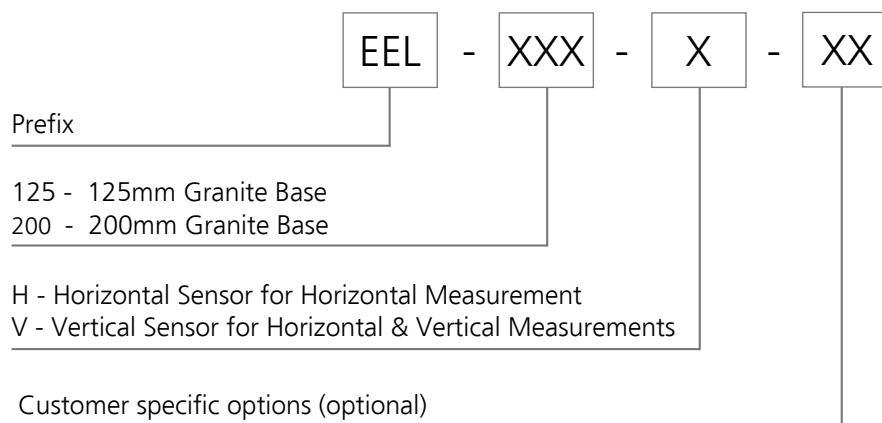 EEL - XXX - X - XX
Prefix
125 - 125mm Granite Base
200 - 200mm Granite Base
H - Horizontal Sensor for Horizontal Measurement
V - Vertical Sensor for Horizontal & Vertical Measurements
Customer specific options (optional)